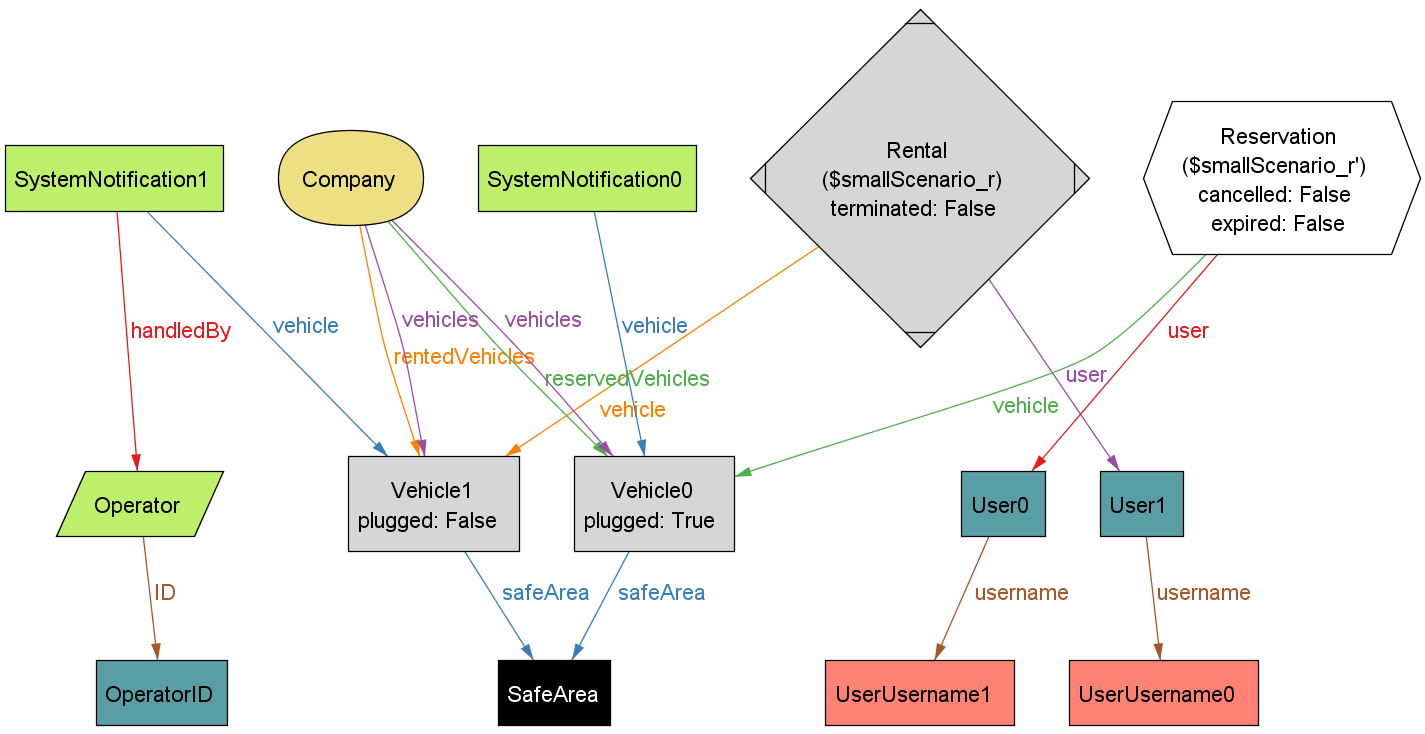 Rental
($smallScenario_r)
terminated: False
Reservation
($smallScenario_r')
cancelled: False
expired: False
SystemNotification1
Company
SystemNotification0
handledBy
vehicle
vehicles
vehicles
vehicle
user
rentedVehicles
reservedVehicles
user
vehicle
vehicle
Operator
Vehicle1
plugged: False
Vehicle0
plugged: True
User0
User1
ID
safeArea
safeArea
username
username
OperatorID
SafeArea
UserUsername1
UserUsername0